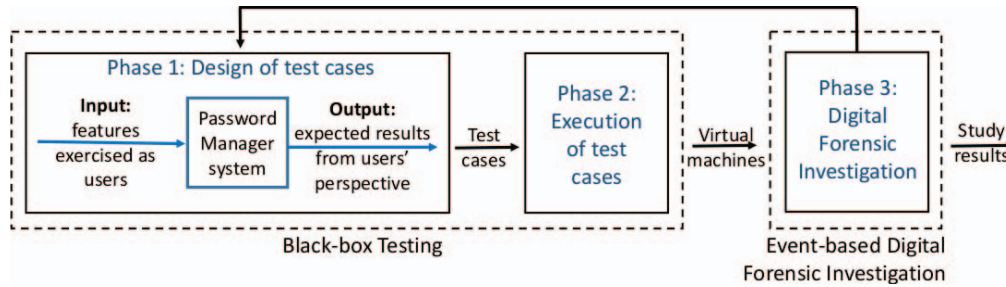 Phase 1: Design of test cases
Input:
features
exercised as
users
Password
Manager
system
Output:
expected results
from users'
perspective
Test
cases
Phase 2:
Execution
of test
cases
Virtual
machines
Phase 3:
Digital
Forensic
Investigation
Study
results
Black-box Testing
Event-based Digital
Forensic Investigation